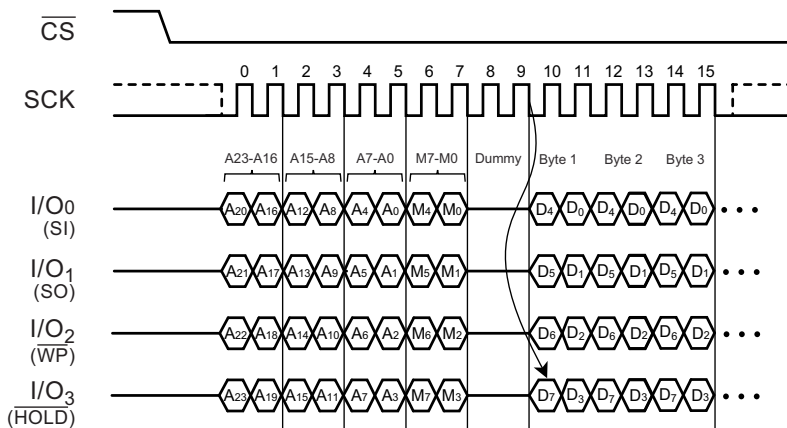 CS
0 1 2 3 4 5 6 7 8 9 10 11 12 13 14 15
SCK
A23-A16 A15-A8 A7-A0 M7-M0 Dummy Byte 1 Byte 2 Byte 3
I/O0 A20 A16 A12 A8 A4 A0 M4 M0 D4 D0 D4 D0 D4 D0
(SI)
I/O1 A21 A17 A13 A9 A5 A1 M5 M1 D5 D1 D5 D1 D5 D1
(SO)
I/O2 A22 A18 A14 A10 A6 A2 M6 M2 D6 D2 D6 D2 D6 D2
(WP)
I/O3 A23 A19 A15 A11 A7 A3 M7 M3 D7 D3 D7 D3 D7 D3
(HOLD)